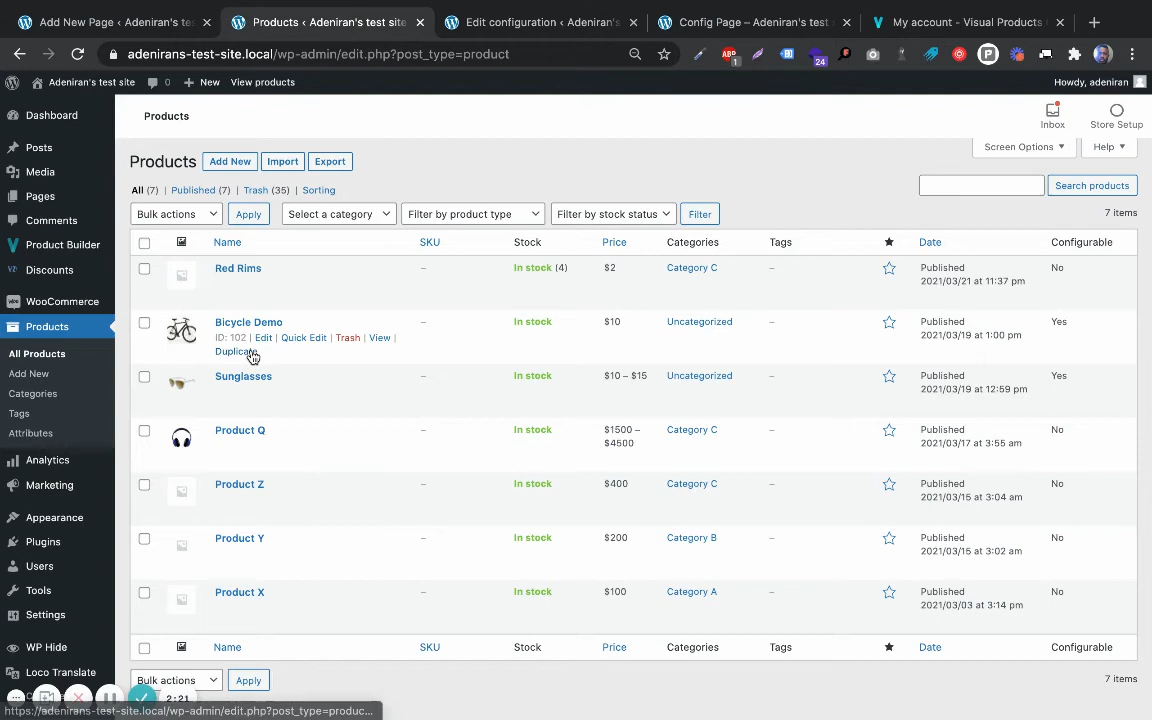 Add New Page ‹ Adeniran's tes
Products ‹ Adeniran's test site
Edit configuration ‹ Adeniran's
Config Page – Adeniran's test
My account - Visual Products C
adenirans-test-site.local/wp-admin/edit.php?post_type=product
1
24
Adeniran's test site
0
New
View products
Howdy, adeniran
Dashboard
Posts
Media
Pages
Comments
Product Builder
Discounts
WooCommerce
Products
All Products
Add New
Categories
Tags
Attributes
Analytics
Marketing
Appearance
Plugins
Users
Tools
Settings
WP Hide
Loco Translate
Products
Inbox
Store Setup
Screen Options
Help
Products
Add New
Import
Export
All (7) | Published (7) | Trash (35) | Sorting
Search products
Bulk actions
Apply
Select a category
Filter by product type
Filter by stock status
Filter
7 items
Name SKU Stock Price Categories Tags Date Configurable
Red Rims – In stock (4) $2 Category C – Published No
2021/03/21 at 11:37 pm
Bicycle Demo – In stock $10 Uncategorized – Published Yes
ID: 102 | Edit | Quick Edit | Trash | View | 2021/03/19 at 1:00 pm
Duplicate
Sunglasses – In stock $10 – $15 Uncategorized – Published Yes
2021/03/19 at 12:59 pm
Product Q – In stock $1500 – Category C – Published No
$4500 2021/03/17 at 3:55 am
Product Z – In stock $400 Category C – Published No
2021/03/15 at 3:04 am
Product Y – In stock $200 Category B – Published No
2021/03/15 at 3:02 am
Product X – In stock $100 Category A – Published No
2021/03/03 at 3:14 pm
Name SKU Stock Price Categories Tags Date Configurable
Bulk actions
Apply
7 items
2:21
https://adenirans-test-site.local/wp-admin/edit.php?post_type=produc...